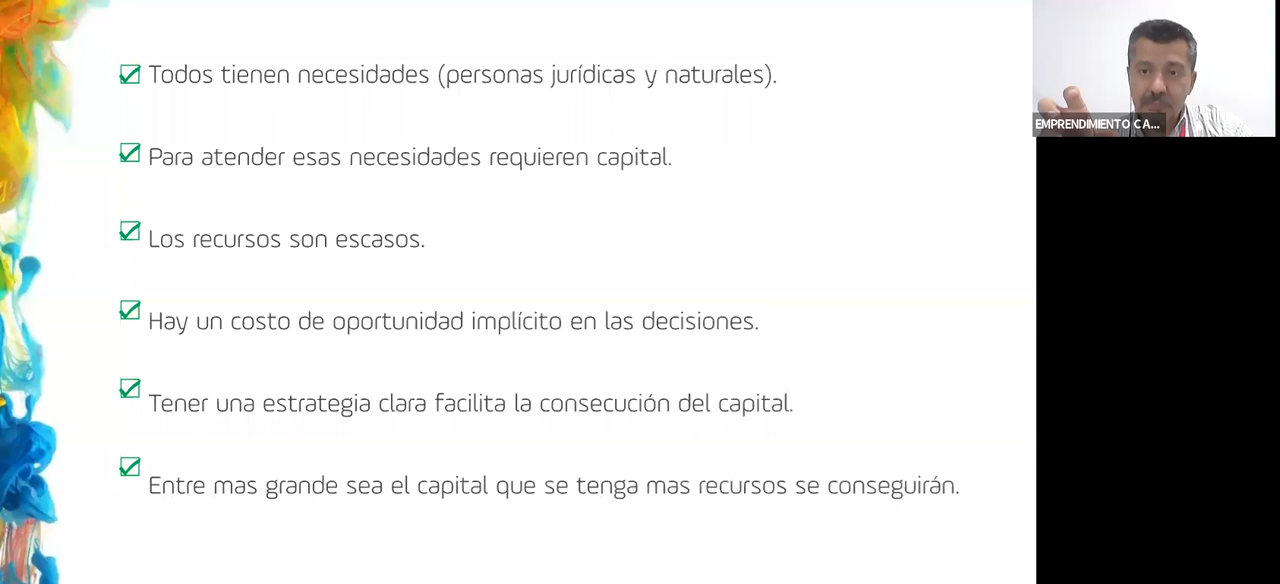 Todos tienen necesidades (personas jurídicas y naturales).
Para atender esas necesidades requieren capital.
Los recursos son escasos.
Hay un costo de oportunidad implícito en las decisiones.
Tener una estrategia clara facilita la consecución del capital.
Entre mas grande sea el capital que se tenga mas recursos se conseguirán.
EMPRENDIMIENTO CA...